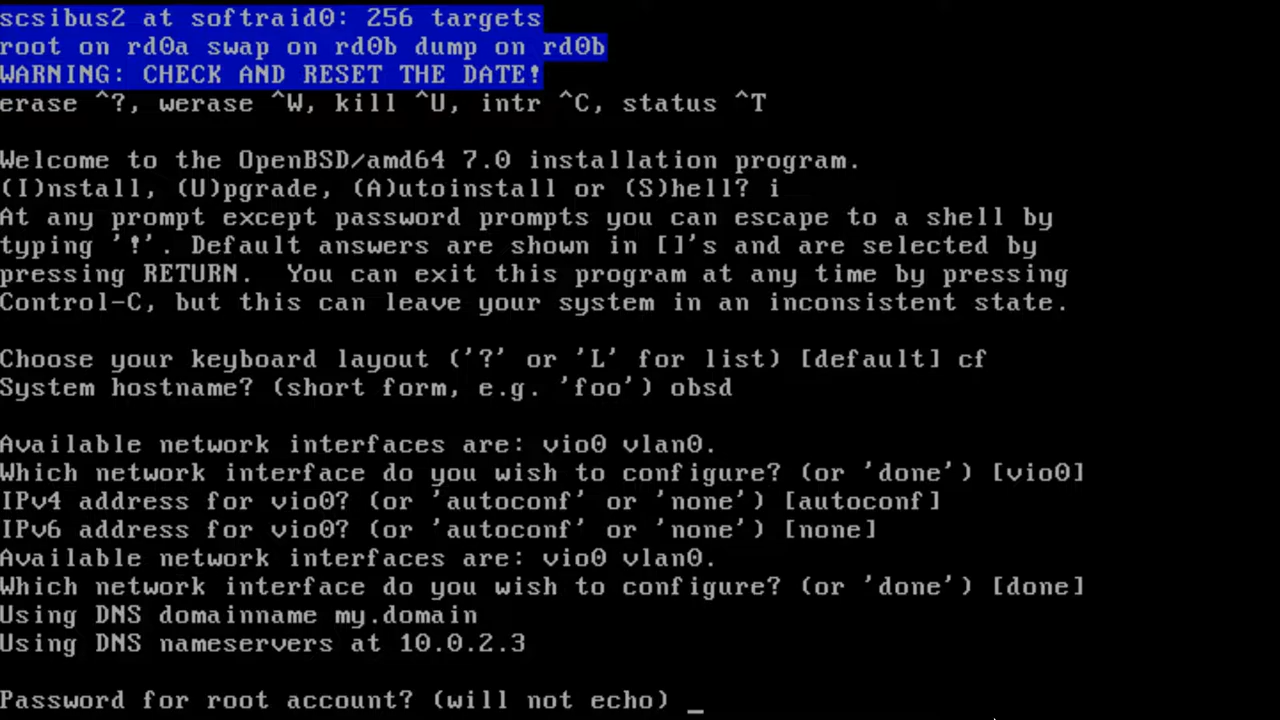 scsibus2 at softraid0: 256 targets
root on rd0a swap on rd0b dump on rd0b
WARNING: CHECK AND RESET THE DATE!
erase ^?, werase ^W, kill ^U, intr ^C, status ^T
Welcome to the OpenBSD/amd64 7.0 installation program.
(I)nstall, (U)pgrade, (A)utoinstall or (S)hell? i
At any prompt except password prompts you can escape to a shell by
typing '!'. Default answers are shown in []'s and are selected by
pressing RETURN.  You can exit this program at any time by pressing
Control-C, but this can leave your system in an inconsistent state.
Choose your keyboard layout ('?' or 'L' for list) [default] cf
System hostname? (short form, e.g. 'foo') obsd
Available network interfaces are: vio0 vlan0.
Which network interface do you wish to configure? (or 'done') [vio0]
IPv4 address for vio0? (or 'autoconf' or 'none') [autoconf]
IPv6 address for vio0? (or 'autoconf' or 'none') [none]
Available network interfaces are: vio0 vlan0.
Which network interface do you wish to configure? (or 'done') [done]
Using DNS domainname my.domain
Using DNS nameservers at 10.0.2.3
Password for root account? (will not echo) _